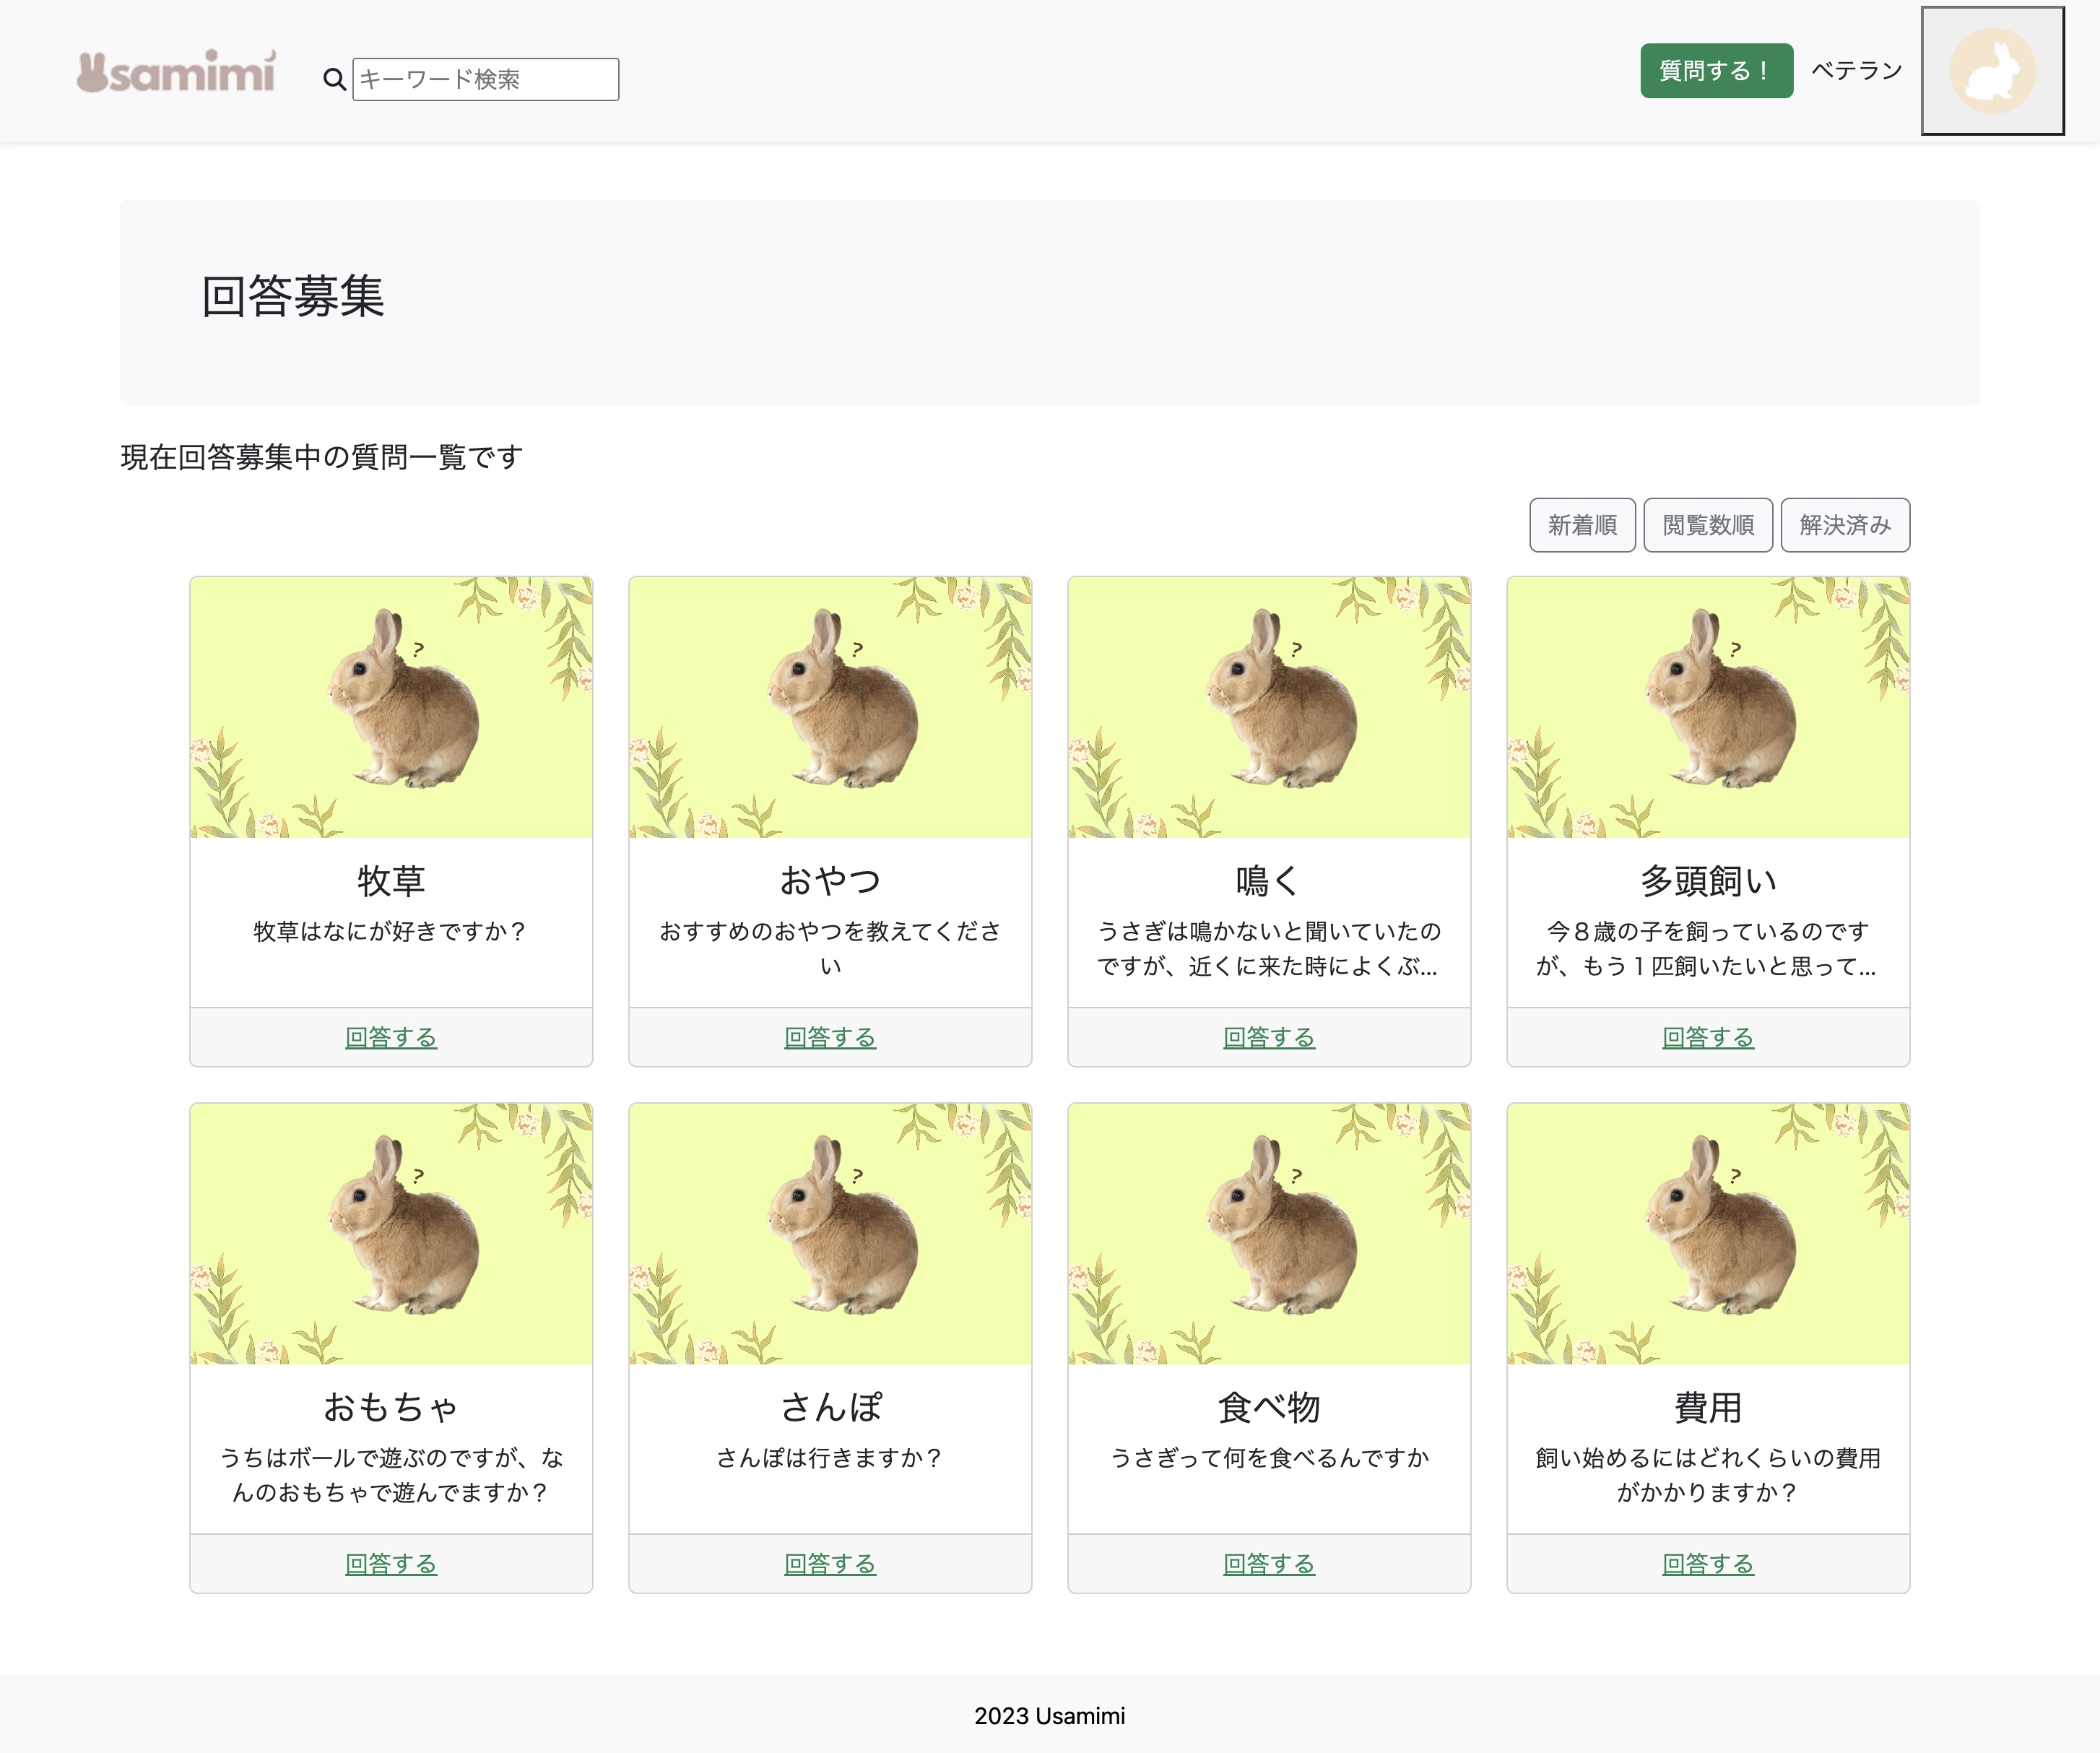 Usamimi
キーワード検索
質問する！
ベテラン
回答募集
現在回答募集中の質問一覧です
新着順
閲覧数順
解決済み
?
?
?
?
牧草
牧草はなにが好きですか？
回答する
おやつ
おすすめのおやつを教えてくださ
い
回答する
鳴く
うさぎは鳴かないと聞いていたの
ですが、近くに来た時によくぶ...
回答する
多頭飼い
今８歳の子を飼っているのです
が、もう１匹飼いたいと思って...
回答する
?
?
?
?
おもちゃ
うちはボールで遊ぶのですが、な
んのおもちゃで遊んでますか？
回答する
さんぽ
さんぽは行きますか？
回答する
食べ物
うさぎって何を食べるんですか
回答する
費用
飼い始めるにはどれくらいの費用
がかかりますか？
回答する
2023 Usamimi